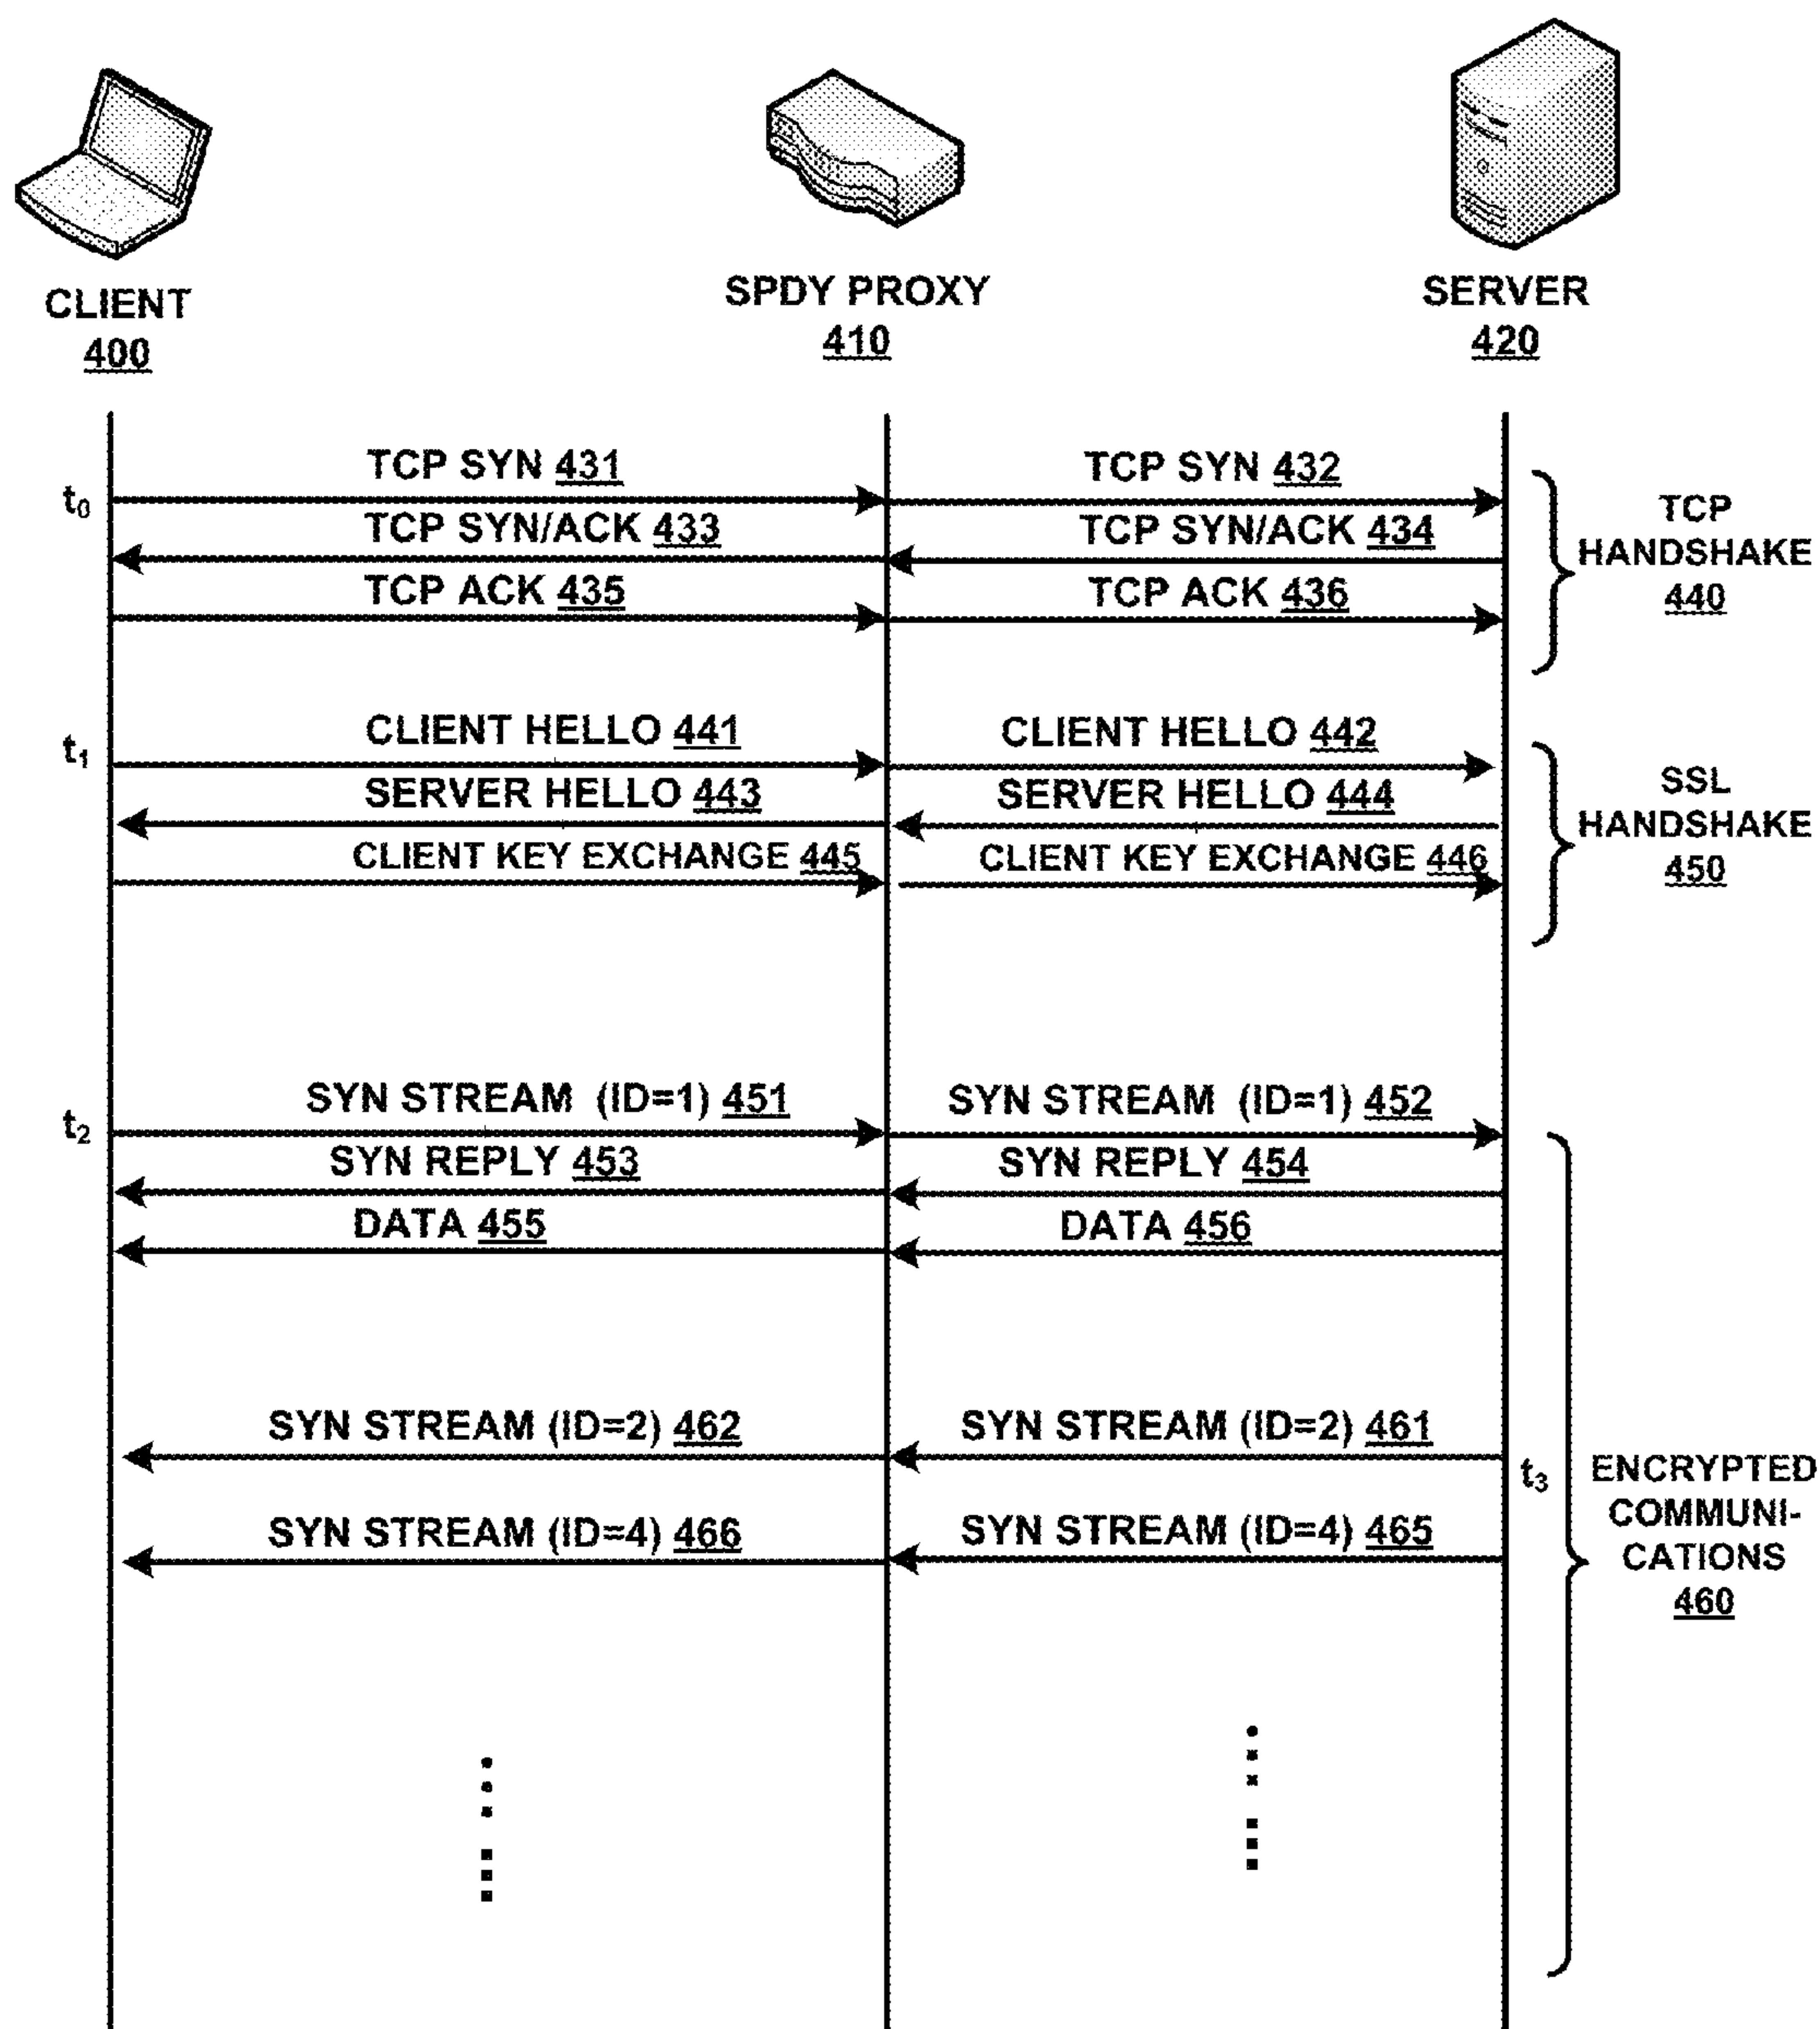 CLIENT
400
SPDY PROXY
410
SERVER
420
TCP SYN 431
TCP SYN 432
t0
TCP SYN/ACK 433
TCP SYN/ACK 434
TCP ACK 435
TCP ACK 436
TCP
HANDSHAKE
440
CLIENT HELLO 441
CLIENT HELLO 442
t1
SERVER HELLO 443
SERVER HELLO 444
CLIENT KEY EXCHANGE 445
CLIENT KEY EXCHANGE 446
SSL
HANDSHAKE
450
SYN STREAM (ID=1) 451
SYN STREAM (ID=1) 452
t2
SYN REPLY 453
SYN REPLY 454
DATA 455
DATA 456
SYN STREAM (ID=2) 462
SYN STREAM (ID=2) 461
t3
SYN STREAM (ID=4) 466
SYN STREAM (ID=4) 465
ENCRYPTED
COMMUNI-
CATIONS
460